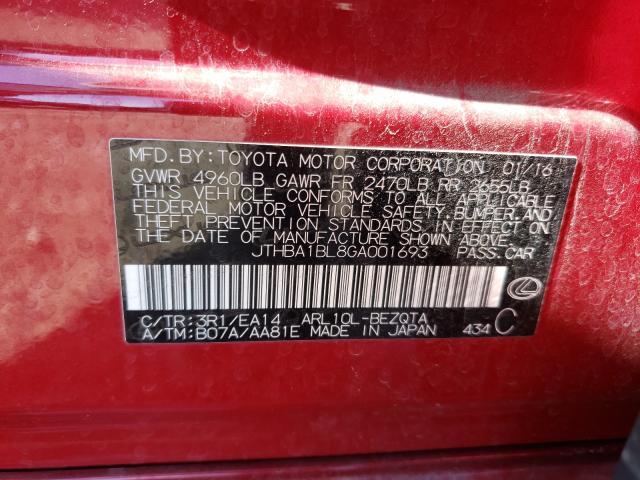 MFD. BY: TOYOTA MOTOR CORPORATION 01/16
GVWR 4960LB, GAWR FR 2470LB RR 2655LB
THIS VEHICLE CONFORMS TO ALL APPLICABLE
FEDERAL MOTOR VEHICLE SAFETY, BUMPER, AND
THEFT PREVENTION STANDARDS IN EFFECT ON
THE DATE OF MANUFACTURE SHOWN ABOVE.
JTHBA1BL8GA001693 PASS. CAR
C/TR: 3R1/EA14 ARL10L-BEZQTA
A/TM: B07A/AA81E MADE IN JAPAN 434 C